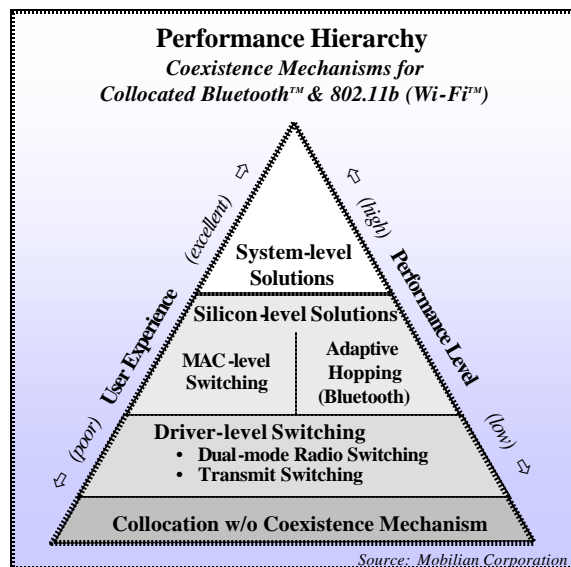 Performance Hierarchy
Coexistence Mechanisms for
Collocated Bluetooth™ & 802.11b (Wi-Fi™)
(excellent)
User Experience
(poor)
(high)
Performance Level
(low)
System-level
Solutions
Silicon-level Solutions
MAC-level
Switching
Adaptive
Hopping
(Bluetooth)
Driver-level Switching
• Dual-mode Radio Switching
• Transmit Switching
Collocation w/o Coexistence Mechanism
Source: Mobilian Corporation